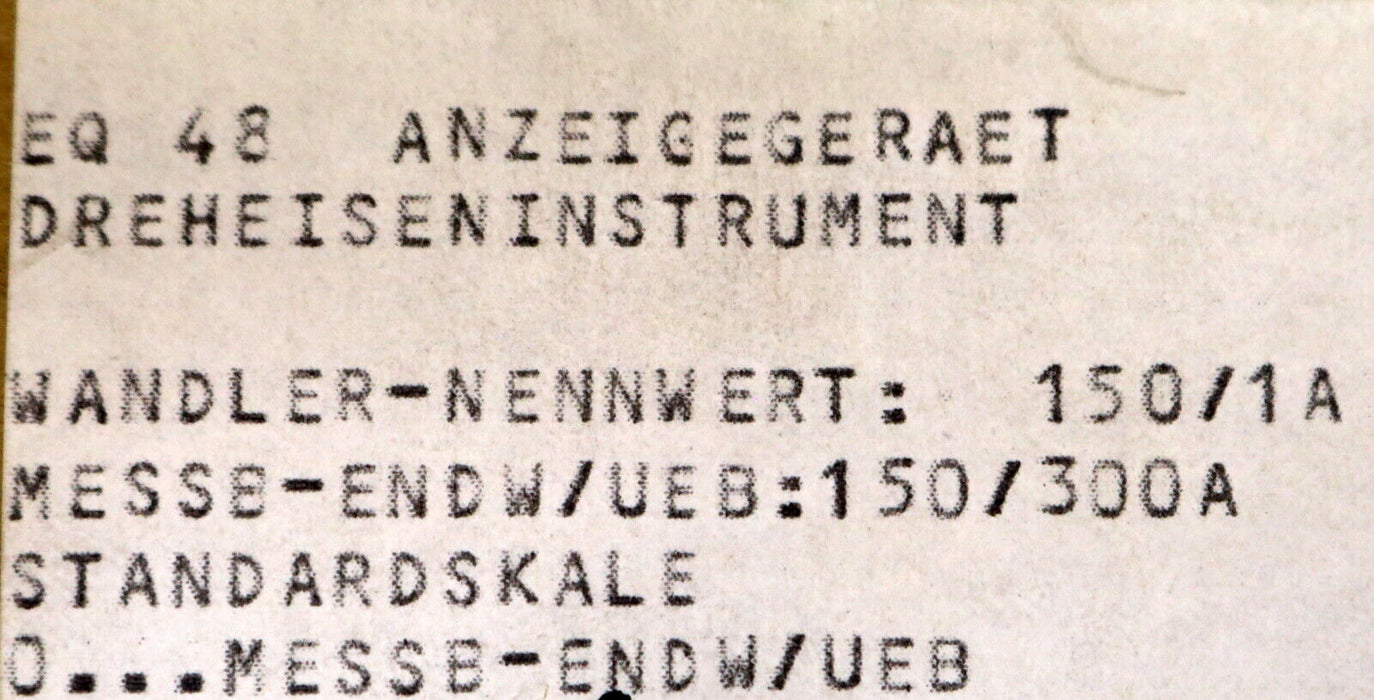 EQ 48 ANZEIGEGERAET
DREHEISENINSTRUMENT
WANDLER-NENNWERT: 150/1A
MESSB-ENDW/UEB:150/300A
STANDARDSKALE
0...MESSB-ENDW/UEB